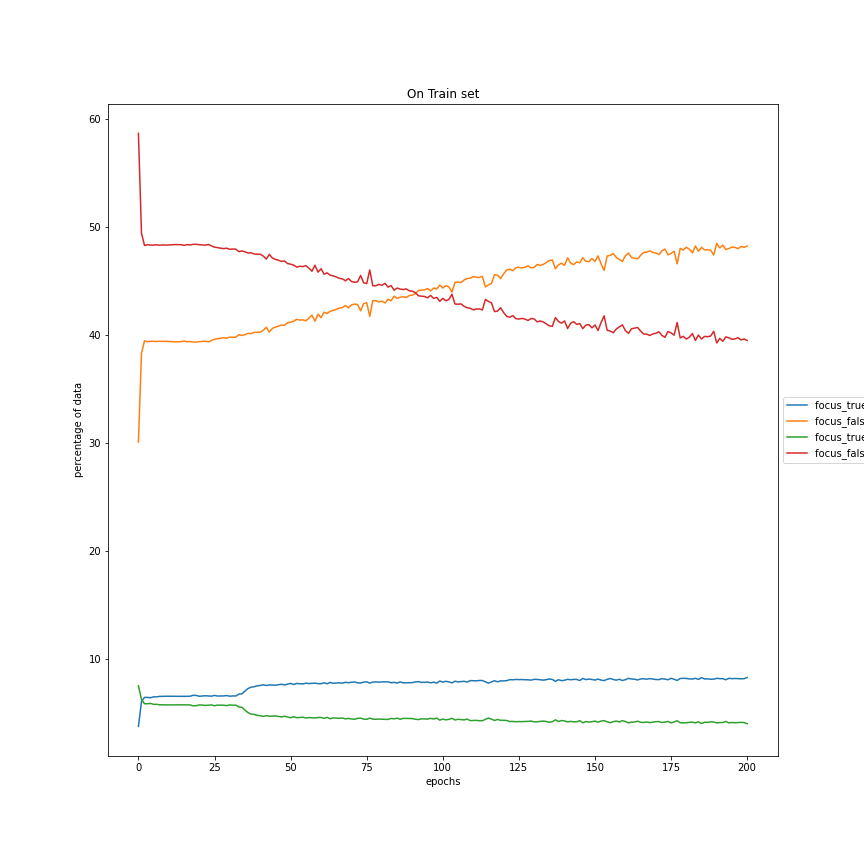 On Train set
60
50
40
30
20
10
percentage of data
0 25 50 75 100 125 150 175 200
epochs
focus_true
focus_fals
focus_true
focus_fals